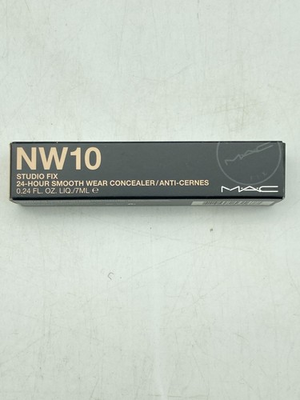 NW10
STUDIO FIX
24-HOUR SMOOTH WEAR CONCEALER/ANTI-CERNES
0.24 FL. OZ. LIQ./7ML ℮
MAC